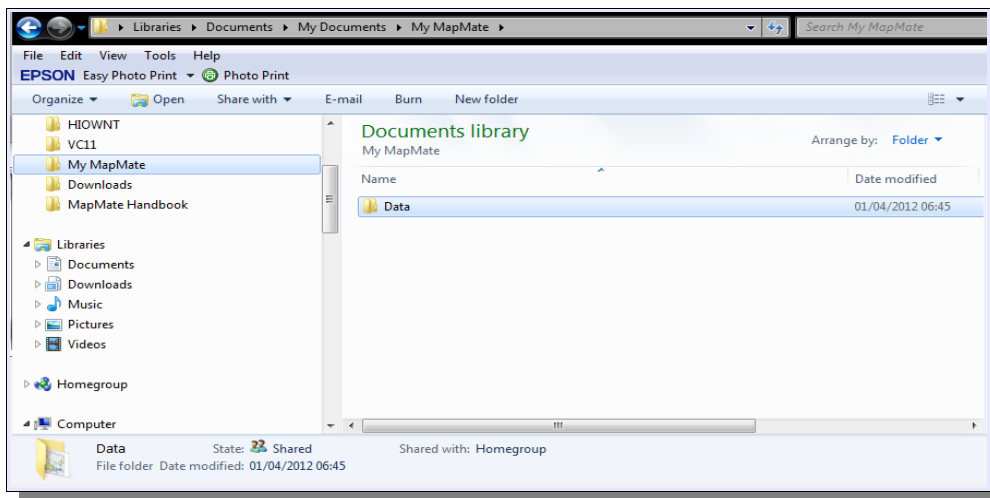 Libraries Documents My Documents My MapMate Search My MapMate
File Edit View Tools Help
EPSON Easy Photo Print Photo Print
Organize Open Share with E-mail Burn New folder
HIOWNT
VC11
My MapMate
Downloads
MapMate Handbook
Libraries
Documents
Downloads
Music
Pictures
Videos
Homegroup
Computer
Documents library
My MapMate
Arrange by: Folder
Name Date modified
Data 01/04/2012 06:45
Data State: Shared Shared with: Homegroup
File folder Date modified: 01/04/2012 06:45